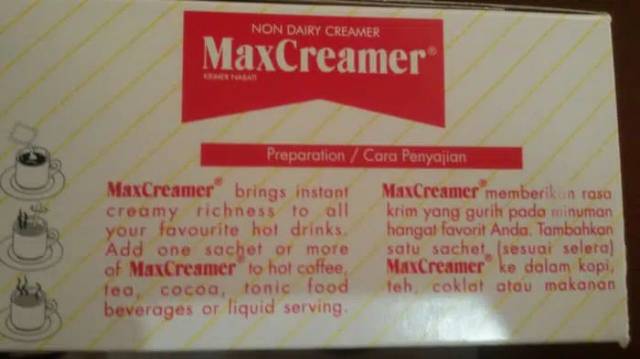 NON DAIRY CREAMER
MaxCreamer®
KRIMER NABATI
Preparation / Cara Penyajian
MaxCreamer® brings instant
creamy richness to all
your favourite hot drinks.
Add one sachet or more
of MaxCreamer® to hot coffee,
tea, cocoa, tonic food
beverages or liquid serving.
MaxCreamer® memberikan rasa
krim yang gurih pada minuman
hangat favorit Anda. Tambahkan
satu sachet (sesuai selera)
MaxCreamer® ke dalam kopi,
teh, coklat atau makanan